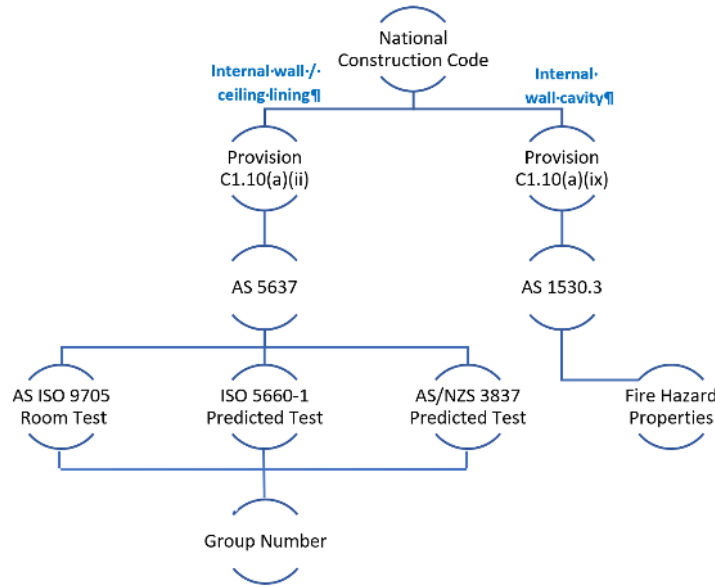 National
Construction Code
Internal·wall·/·
ceiling·lining¶
Internal·
wall·cavity¶
Provision
C1.10(a)(ii)
Provision
C1.10(a)(ix)
AS 5637
AS 1530.3
AS ISO 9705
Room Test
ISO 5660-1
Predicted Test
AS/NZS 3837
Predicted Test
Fire Hazard
Properties
Group Number